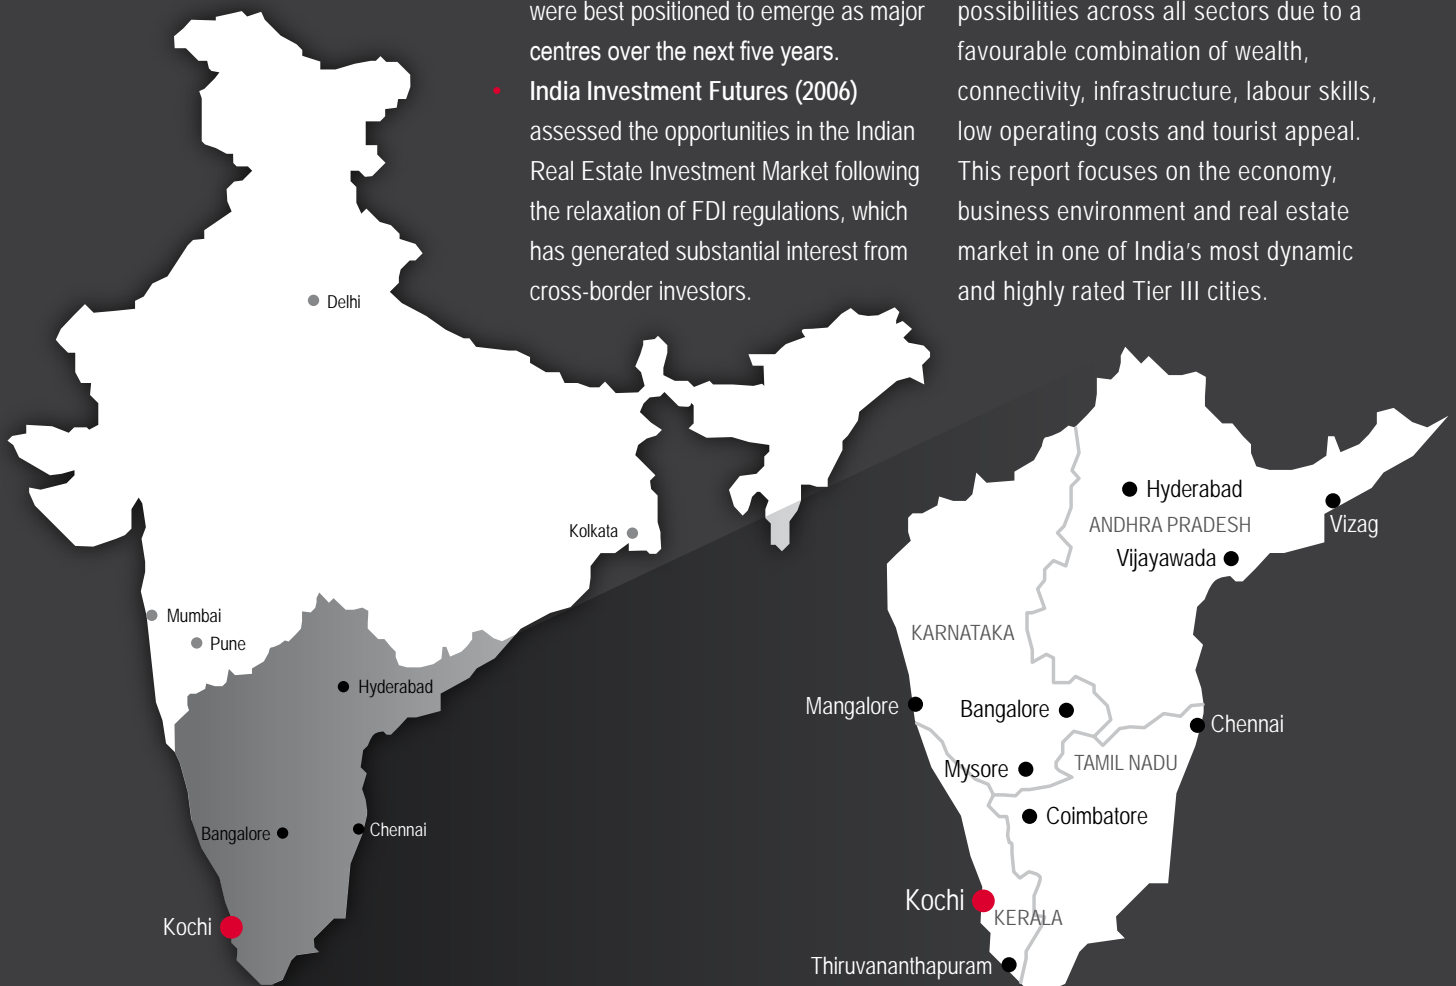 were best positioned to emerge as major
centres over the next five years.
• India Investment Futures (2006)
assessed the opportunities in the Indian
Real Estate Investment Market following
the relaxation of FDI regulations, which
has generated substantial interest from
cross-border investors.
possibilities across all sectors due to a
favourable combination of wealth,
connectivity, infrastructure, labour skills,
low operating costs and tourist appeal.
This report focuses on the economy,
business environment and real estate
market in one of India's most dynamic
and highly rated Tier III cities.
Delhi
Kolkata
Mumbai
Pune
Hyderabad
Bangalore
Chennai
Kochi
Hyderabad
ANDHRA PRADESH
Vizag
Vijayawada
KARNATAKA
Mangalore
Bangalore
Chennai
Mysore
TAMIL NADU
Coimbatore
Kochi
KERALA
Thiruvananthapuram